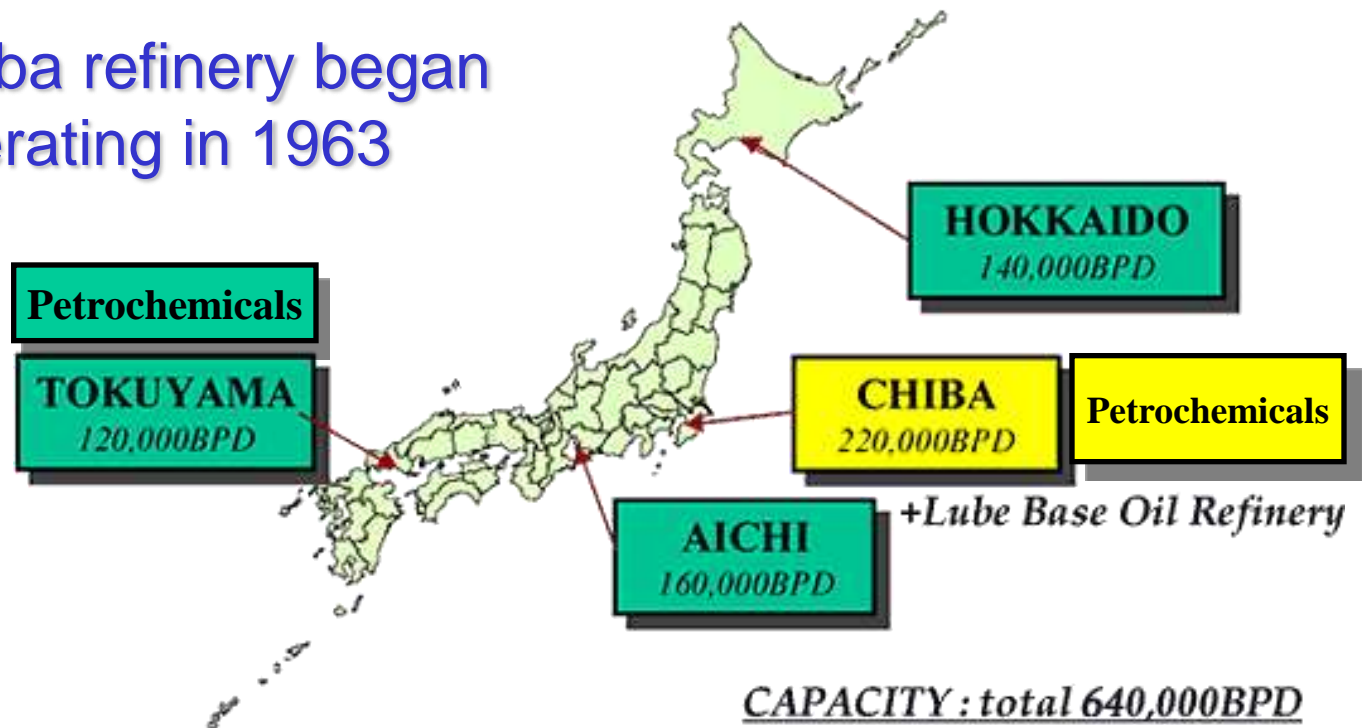 ba refinery began
erating in 1963
HOKKAIDO
140,000BPD
Petrochemicals
TOKUYAMA
120,000BPD
CHIBA
220,000BPD
Petrochemicals
+Lube Base Oil Refinery
AICHI
160,000BPD
CAPACITY : total 640,000BPD